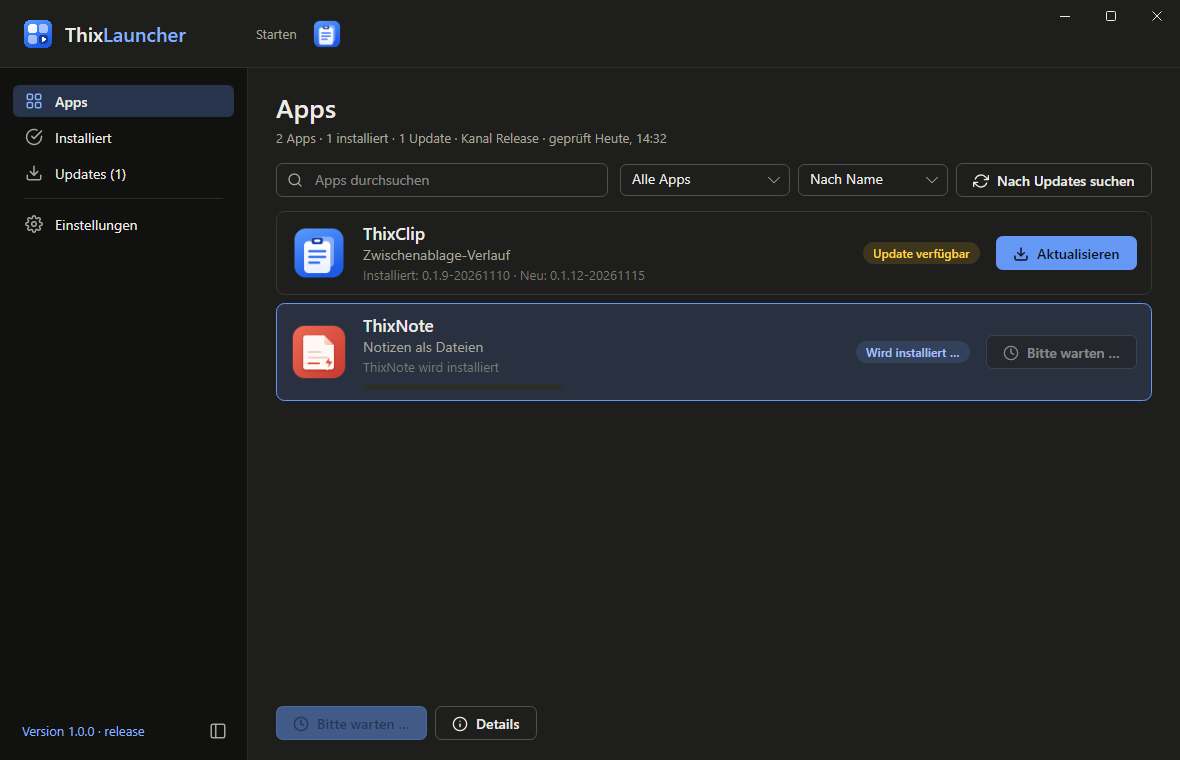 ThixLauncher
Starten
Apps
Installiert
Updates (1)
Einstellungen
Apps
2 Apps · 1 installiert · 1 Update · Kanal Release · geprüft Heute, 14:32
Apps durchsuchen
Alle Apps
Nach Name
Nach Updates suchen
ThixClip
Zwischenablage-Verlauf
Installiert: 0.1.9-20261110 · Neu: 0.1.12-20261115
Update verfügbar
Aktualisieren
ThixNote
Notizen als Dateien
ThixNote wird installiert
Wird installiert ...
Bitte warten ...
Bitte warten ...
Details
Version 1.0.0 · release